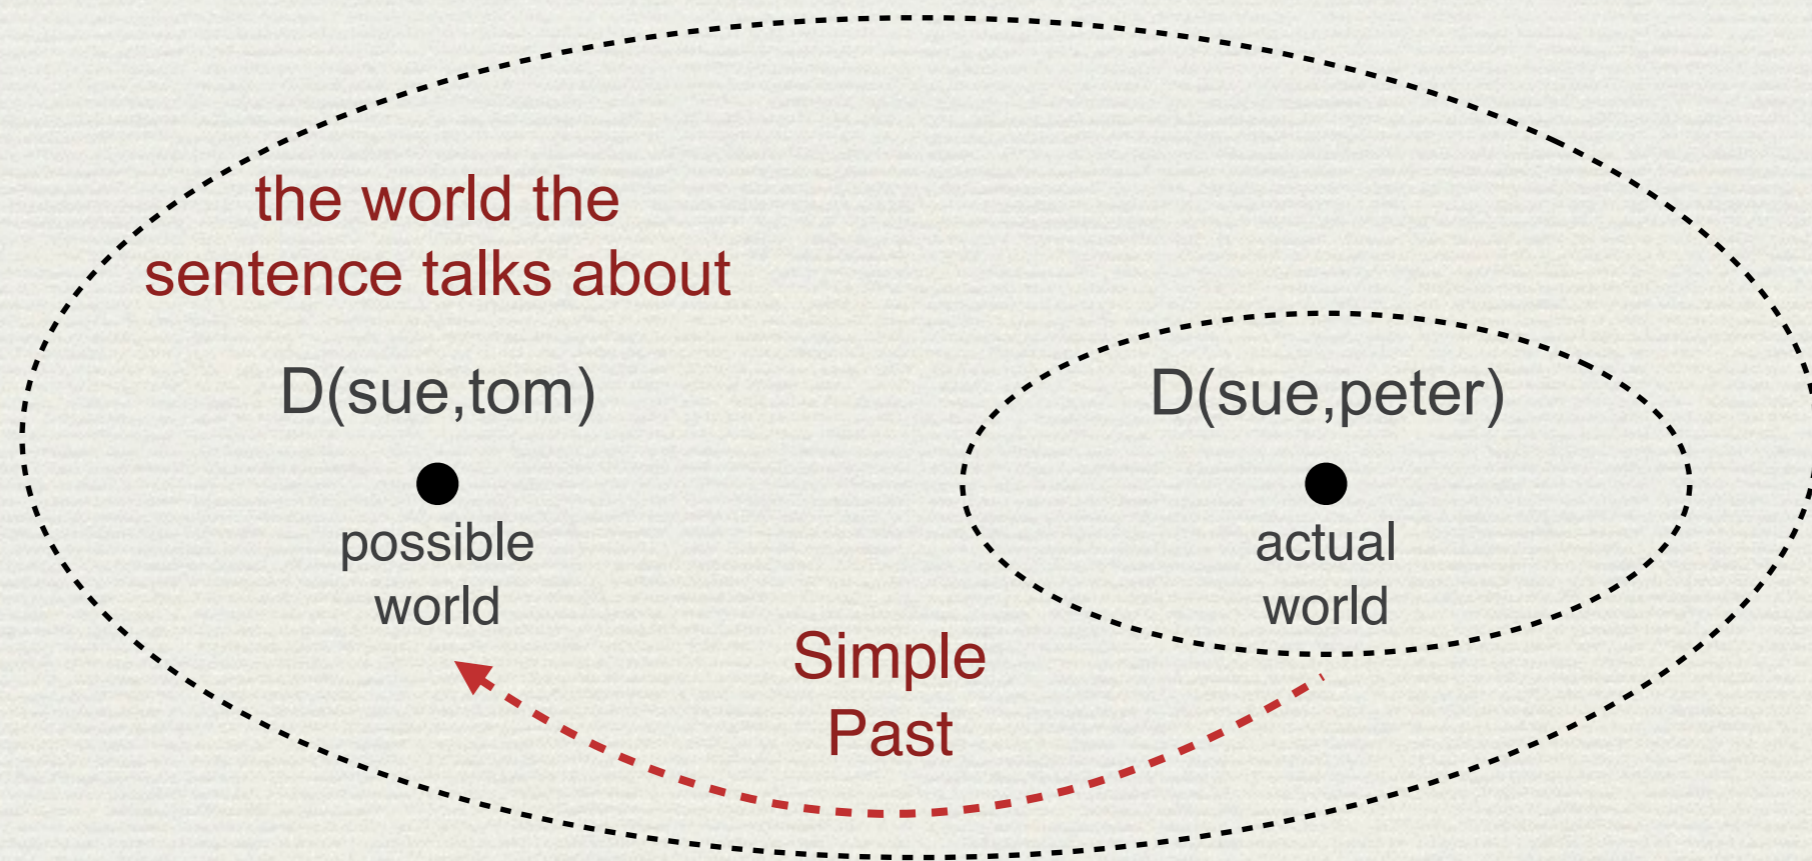 the world the
sentence talks about
D(sue,tom)
possible
world
D(sue,peter)
actual
world
Simple
Past